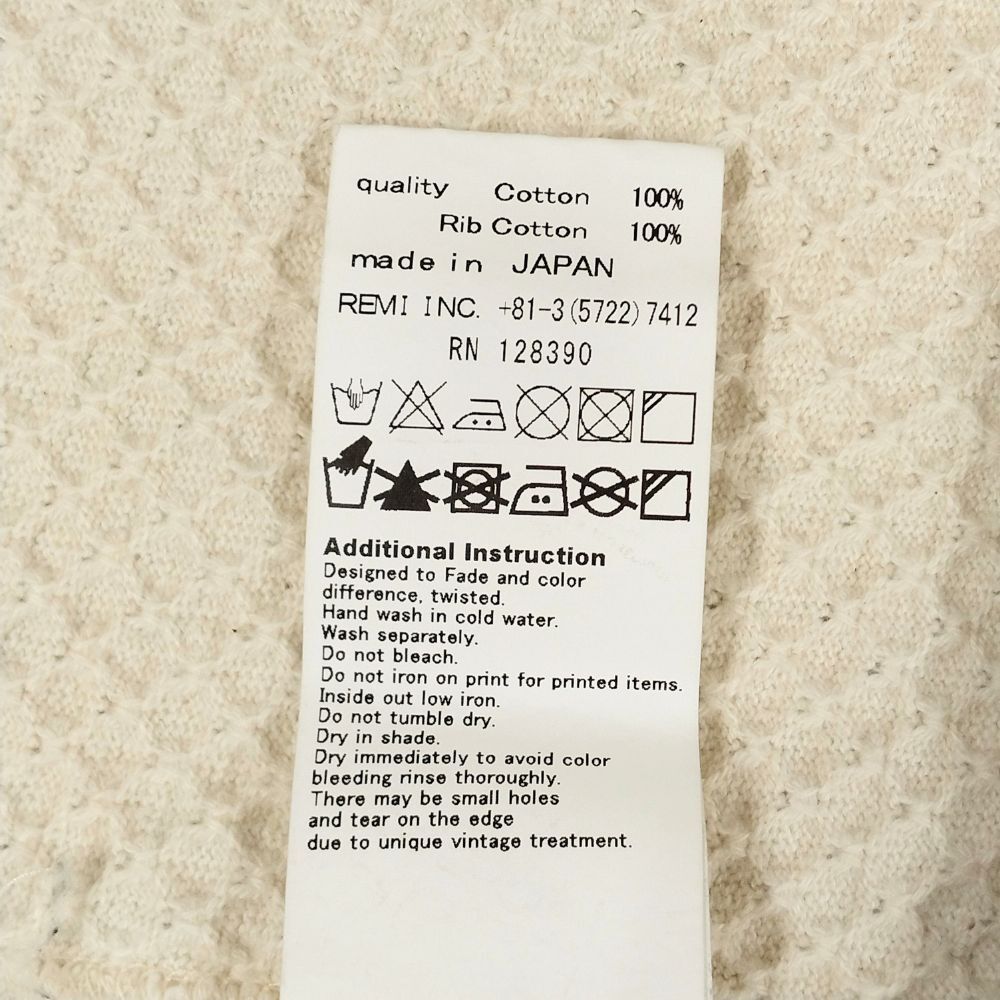 quality Cotton 100%
Rib Cotton 100%
made in JAPAN
REMI INC. +81-3(5722)7412
RN 128390
Additional Instruction
Designed to Fade and color
difference, twisted.
Hand wash in cold water.
Wash separately.
Do not bleach.
Do not iron on print for printed items.
Inside out low iron.
Do not tumble dry.
Dry in shade.
Dry immediately to avoid color
bleeding rinse thoroughly.
There may be small holes
and tear on the edge
due to unique vintage treatment.